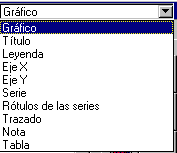 Gráfico
Gráfico
Título
Leyenda
Eje X
Eje Y
Serie
Rótulos de las series
Trazado
Nota
Tabla